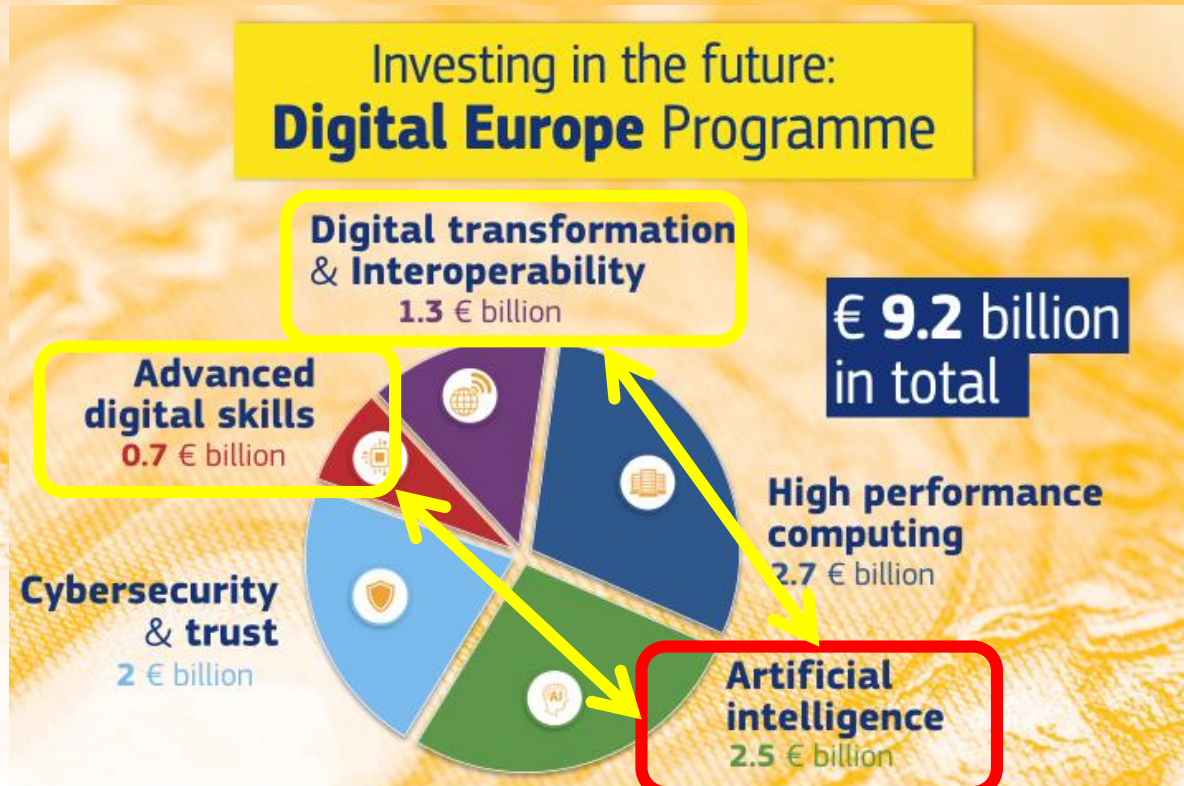 Investing in the future:
Digital Europe Programme
Digital transformation
& Interoperability
1.3 € billion
€ 9.2 billion
in total
Advanced
digital skills
0.7 € billion
High performance
computing
2.7 € billion
Cybersecurity
& trust
2 € billion
AI
Artificial
intelligence
2.5 € billion